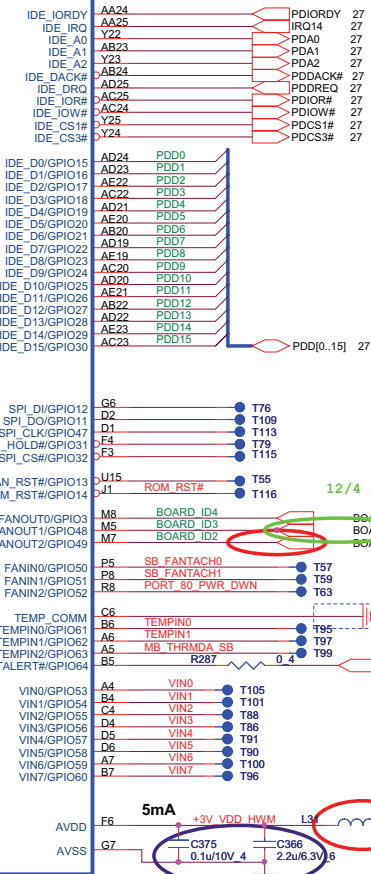 IDE_IORDY AA24 PDIORDY 27
IDE_IRQ AA25 IRQ14 27
IDE_A0 Y22 PDA0 27
IDE_A1 AB23 PDA1 27
IDE_A2 Y23 PDA2 27
IDE_DACK# AB24 PDDACK# 27
IDE_DRQ AD25 PDDREQ 27
IDE_IOR# AC25 PDIOR# 27
IDE_IOW# AC24 PDIOW# 27
IDE_CS1# Y25 PDCS1# 27
IDE_CS3# Y24 PDCS3# 27
IDE_D0/GPIO15 AD24 PDD0
IDE_D1/GPIO16 AD23 PDD1
IDE_D2/GPIO17 AE22 PDD2
IDE_D3/GPIO18 AC22 PDD3
IDE_D4/GPIO19 AD21 PDD4
IDE_D5/GPIO20 AE20 PDD5
IDE_D6/GPIO21 AB20 PDD6
IDE_D7/GPIO22 AD19 PDD7
IDE_D8/GPIO23 AE19 PDD8
IDE_D9/GPIO24 AC20 PDD9
IDE_D10/GPIO25 AD20 PDD10
IDE_D11/GPIO26 AE21 PDD11
IDE_D12/GPIO27 AB22 PDD12
IDE_D13/GPIO28 AD22 PDD13
IDE_D14/GPIO29 AE23 PDD14
IDE_D15/GPIO30 AC23 PDD15 PDD[0..15] 27
SPI_DI/GPIO12 G6 T76
SPI_DO/GPIO11 D2 T109
SPI_CLK/GPIO47 D1 T113
_HOLD#/GPIO31 F4 T79
SPI_CS#/GPIO32 F3 T115
AN_RST#/GPIO13 U15 T55
M_RST#/GPIO14 J1 ROM_RST# T116
12/4
FANOUT0/GPIO3 M8 BOARD_ID4 BOA
ANOUT1/GPIO48 M5 BOARD_ID3 BOA
ANOUT2/GPIO49 M7 BOARD_ID2 BOA
FANIN0/GPIO50 P5 SB_FANTACH0 T57
FANIN1/GPIO51 P8 SB_FANTACH1 T59
FANIN2/GPIO52 R8 PORT_80_PWR_DWN T63
TEMP_COMM C6
TEMPIN0/GPIO61 B6 TEMPIN0 T95
TEMPIN1/GPIO62 A6 TEMPIN1 T97
TEMPIN2/GPIO63 A5 MB_THRMDA_SB T99
TALERT#/GPIO64 B5 R287 0_4
VIN0/GPIO53 A4 VIN0 T105
VIN1/GPIO54 B4 VIN1 T101
VIN2/GPIO55 C4 VIN2 T88
VIN3/GPIO56 D4 VIN3 T86
VIN4/GPIO57 D5 VIN4 T91
VIN5/GPIO58 D6 VIN5 T90
VIN6/GPIO59 A7 VIN6 T100
VIN7/GPIO60 B7 VIN7 T96
5mA
AVDD F6 +3V_VDD_HWM L31
AVSS G7 C375 C366
0.1u/10V_4 2.2u/6.3V_6